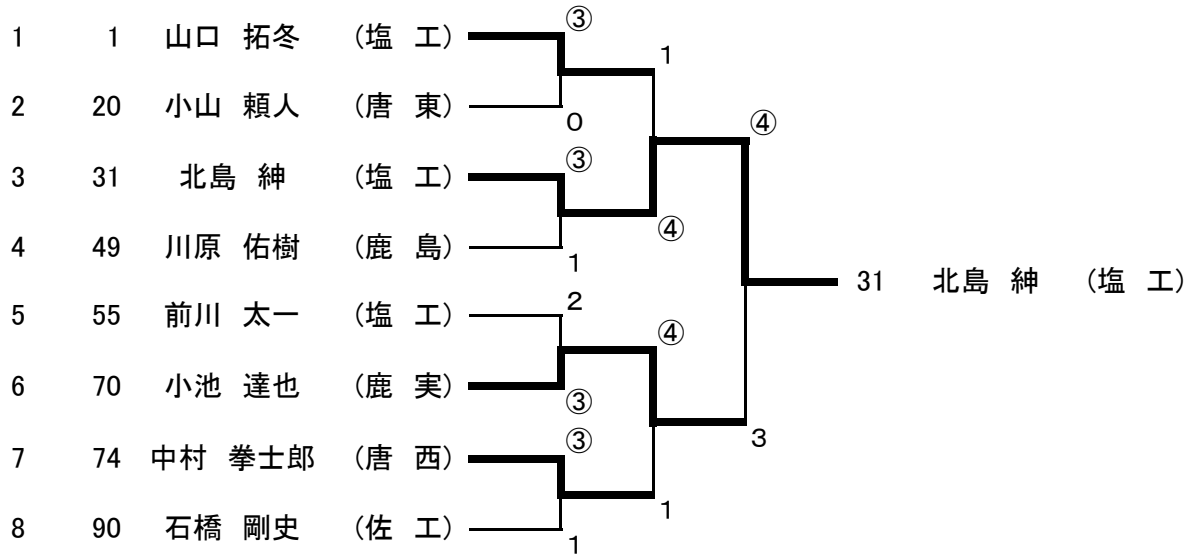 ③
1 1 山口 拓冬 (塩 工)
1
2 20 小山 頼人 (唐 東)
0
④
③
3 31 北島 紳 (塩 工)
④
4 49 川原 佑樹 (鹿 島)
1
31 北島 紳 (塩 工)
2
5 55 前川 太一 (塩 工)
④
6 70 小池 達也 (鹿 実)
③
③
3
7 74 中村 拳士郎 (唐 西)
1
8 90 石橋 剛史 (佐 工)
1